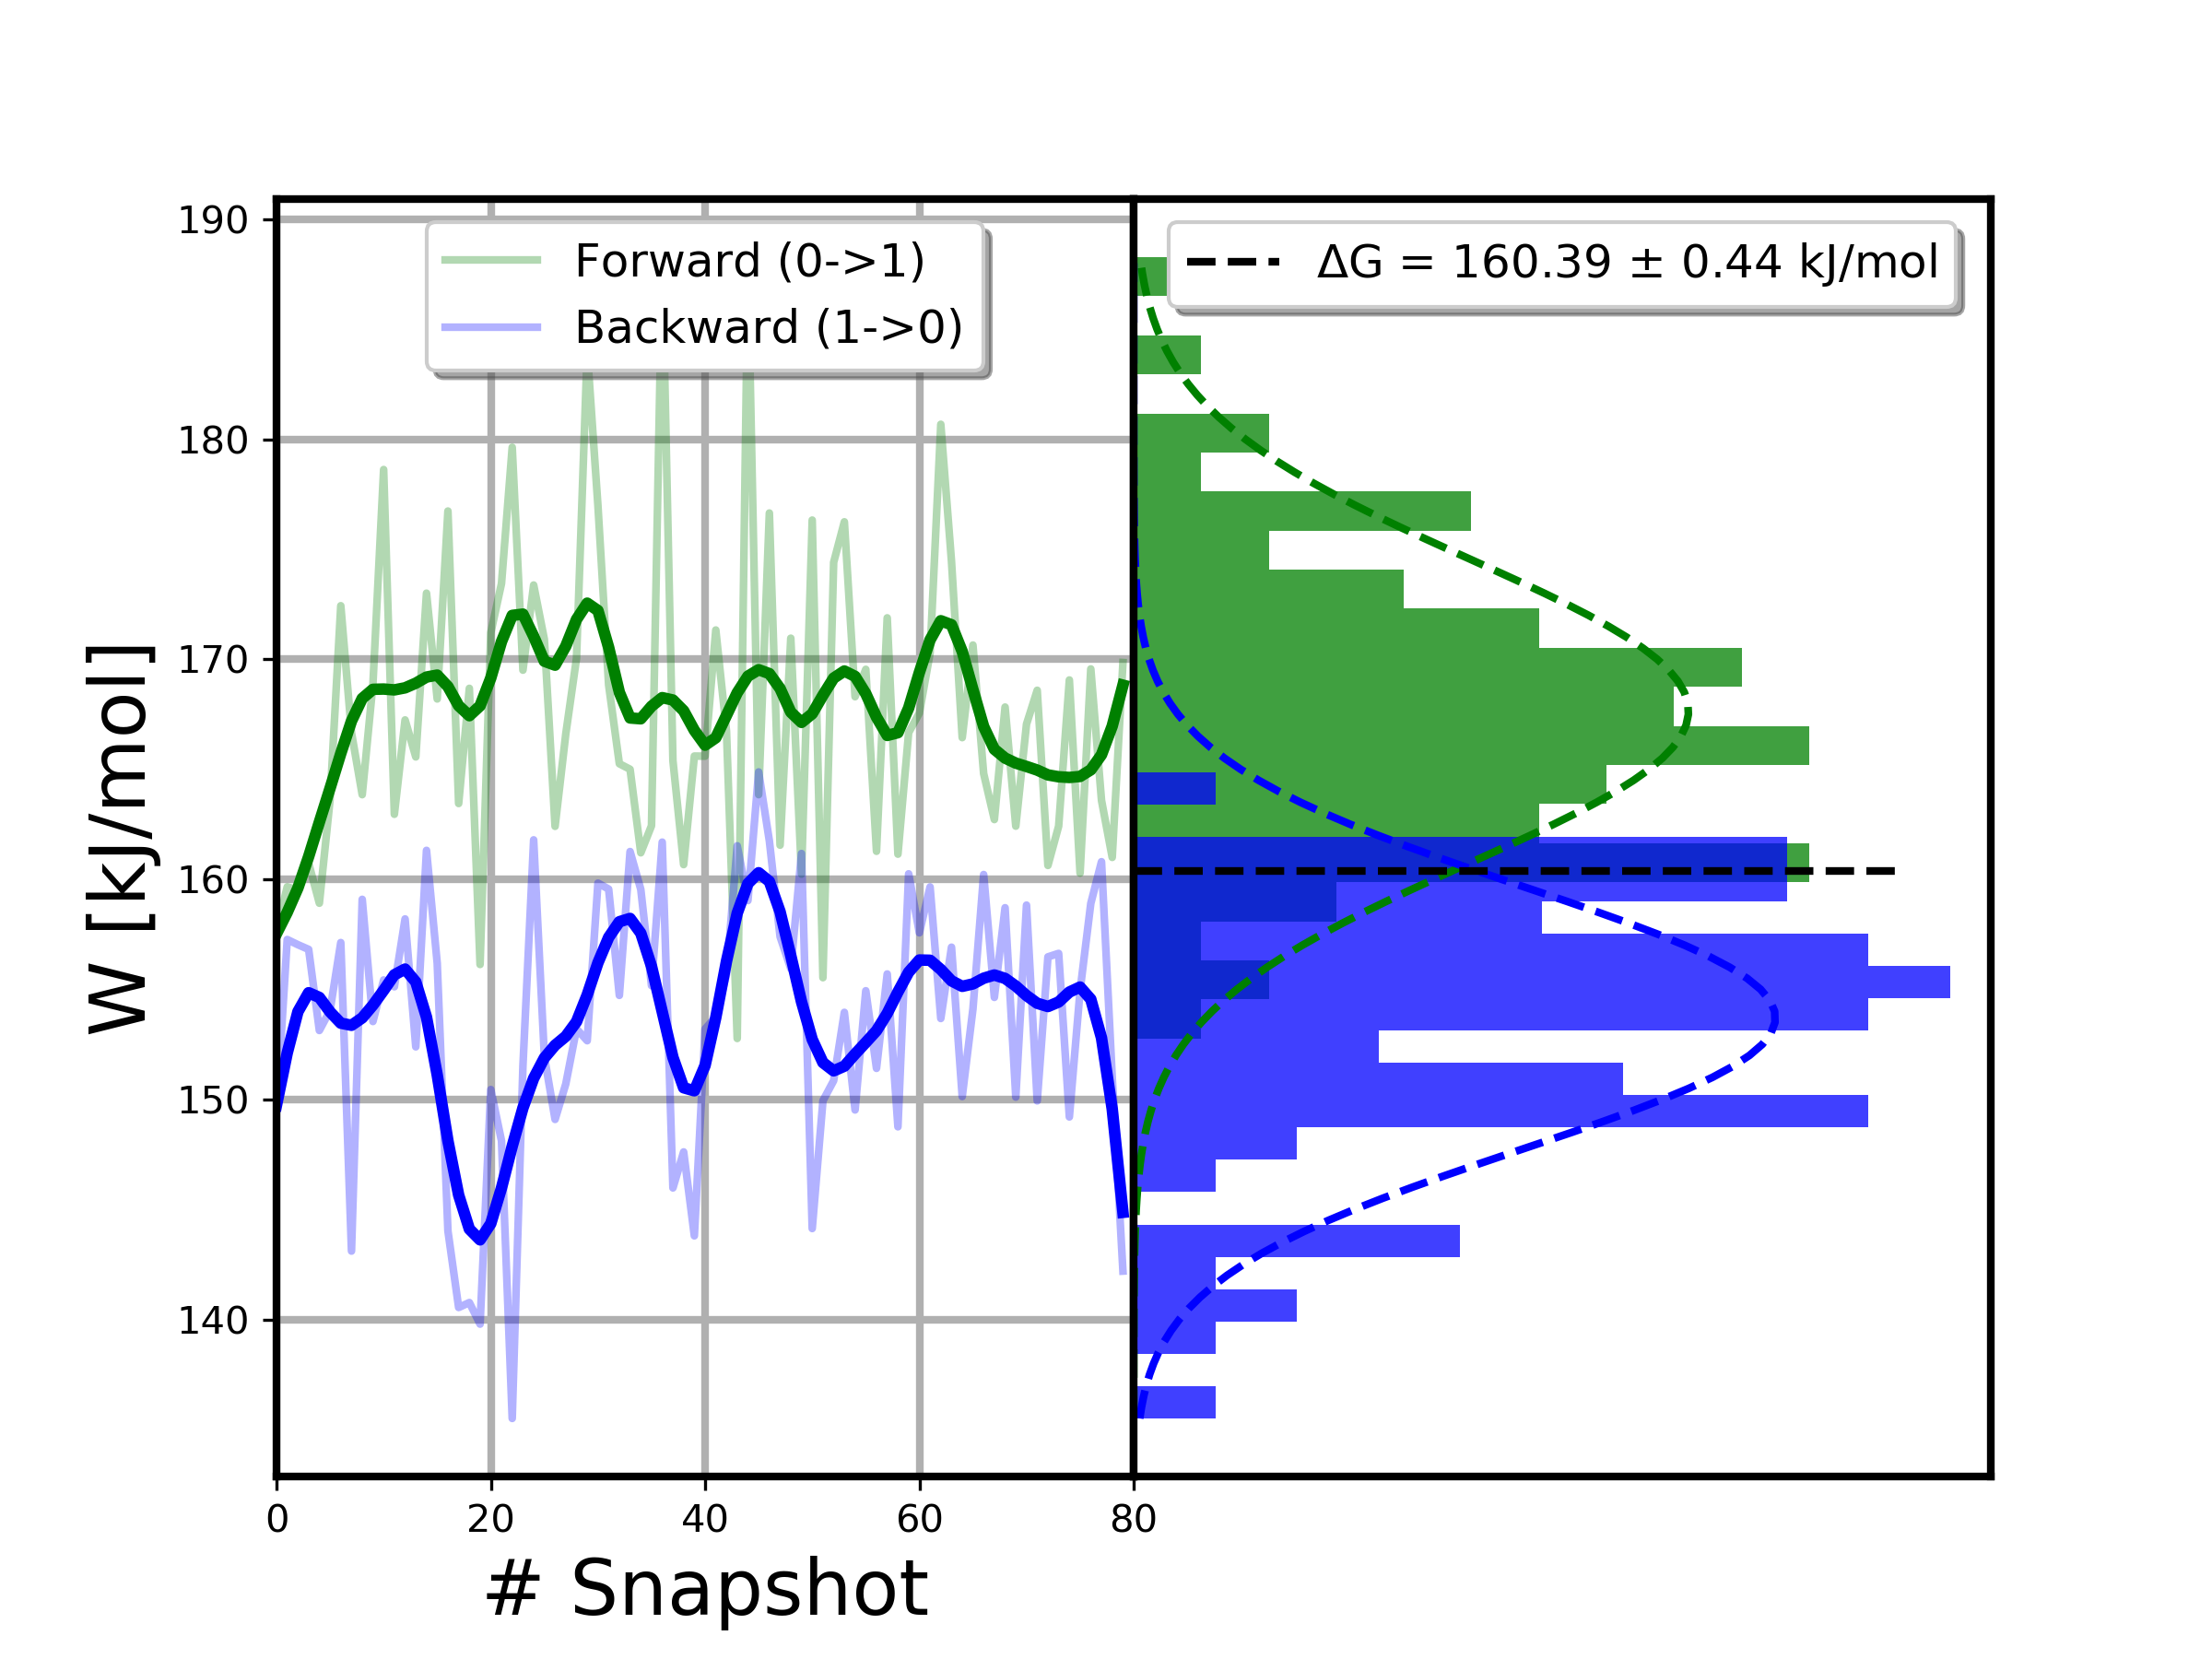 190
180
170
160
150
140
W [kJ/mol]
Forward (0->1)
Backward (1->0)
ΔG = 160.39 ± 0.44 kJ/mol
0 20 40 60 80
# Snapshot